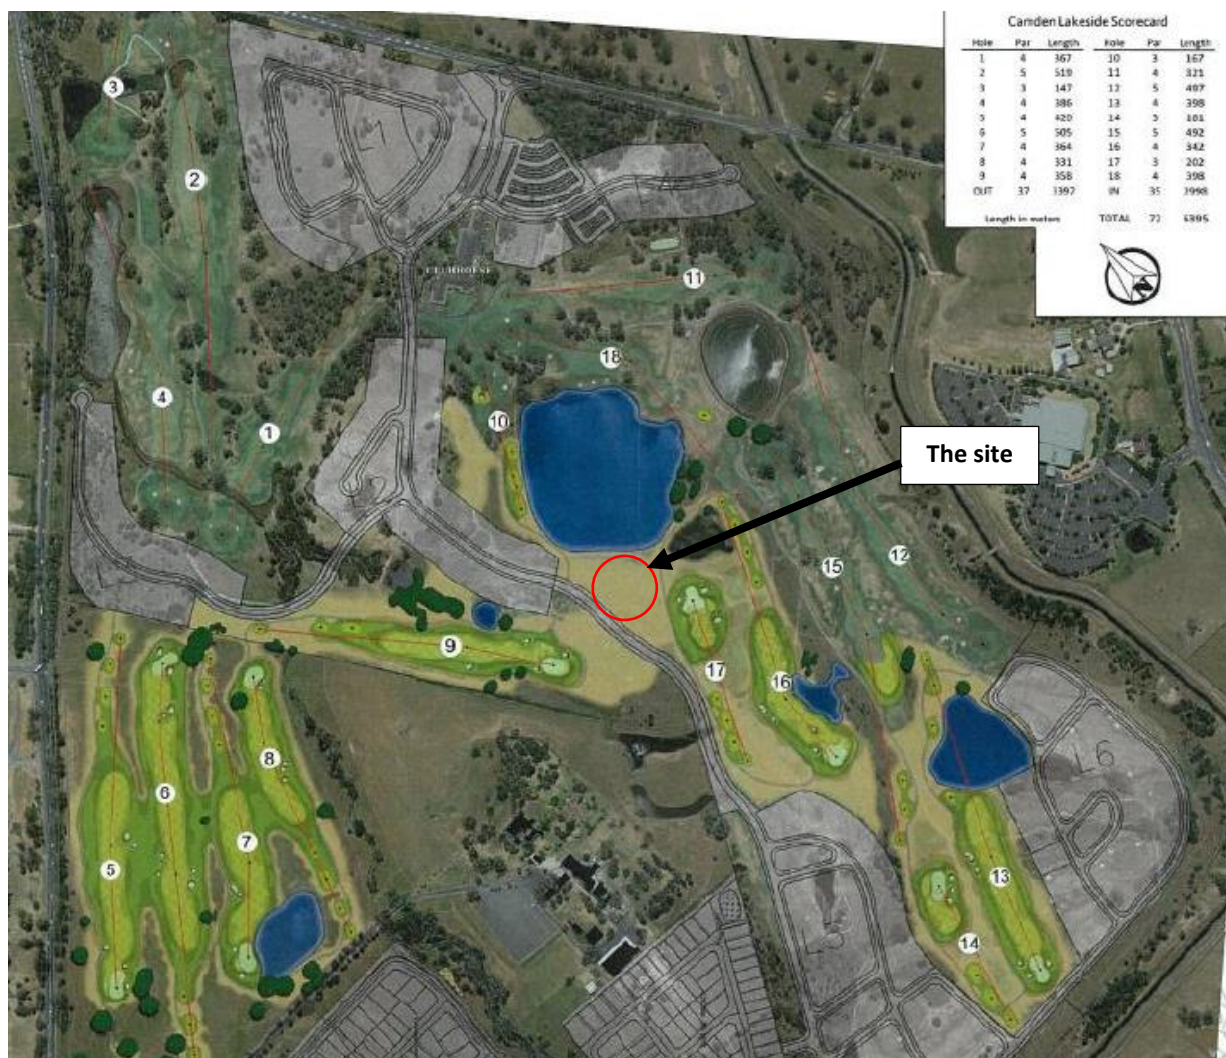 Camden Lakeside Scorecard
Hole Par Length Hole Par Length
1 4 367 10 3 167
2 5 519 11 4 321
3 3 147 12 5 497
4 4 386 13 4 398
5 4 420 14 3 181
6 5 505 15 5 492
7 4 364 16 4 342
8 4 331 17 3 202
9 4 358 18 4 398
OUT 37 3397 IN 35 2998
Length in meters TOTAL 72 6395
3
2
CLUBHOUSE
11
18
4
10
1
The site
15
12
9
17
16
8
6
7
5
13
14